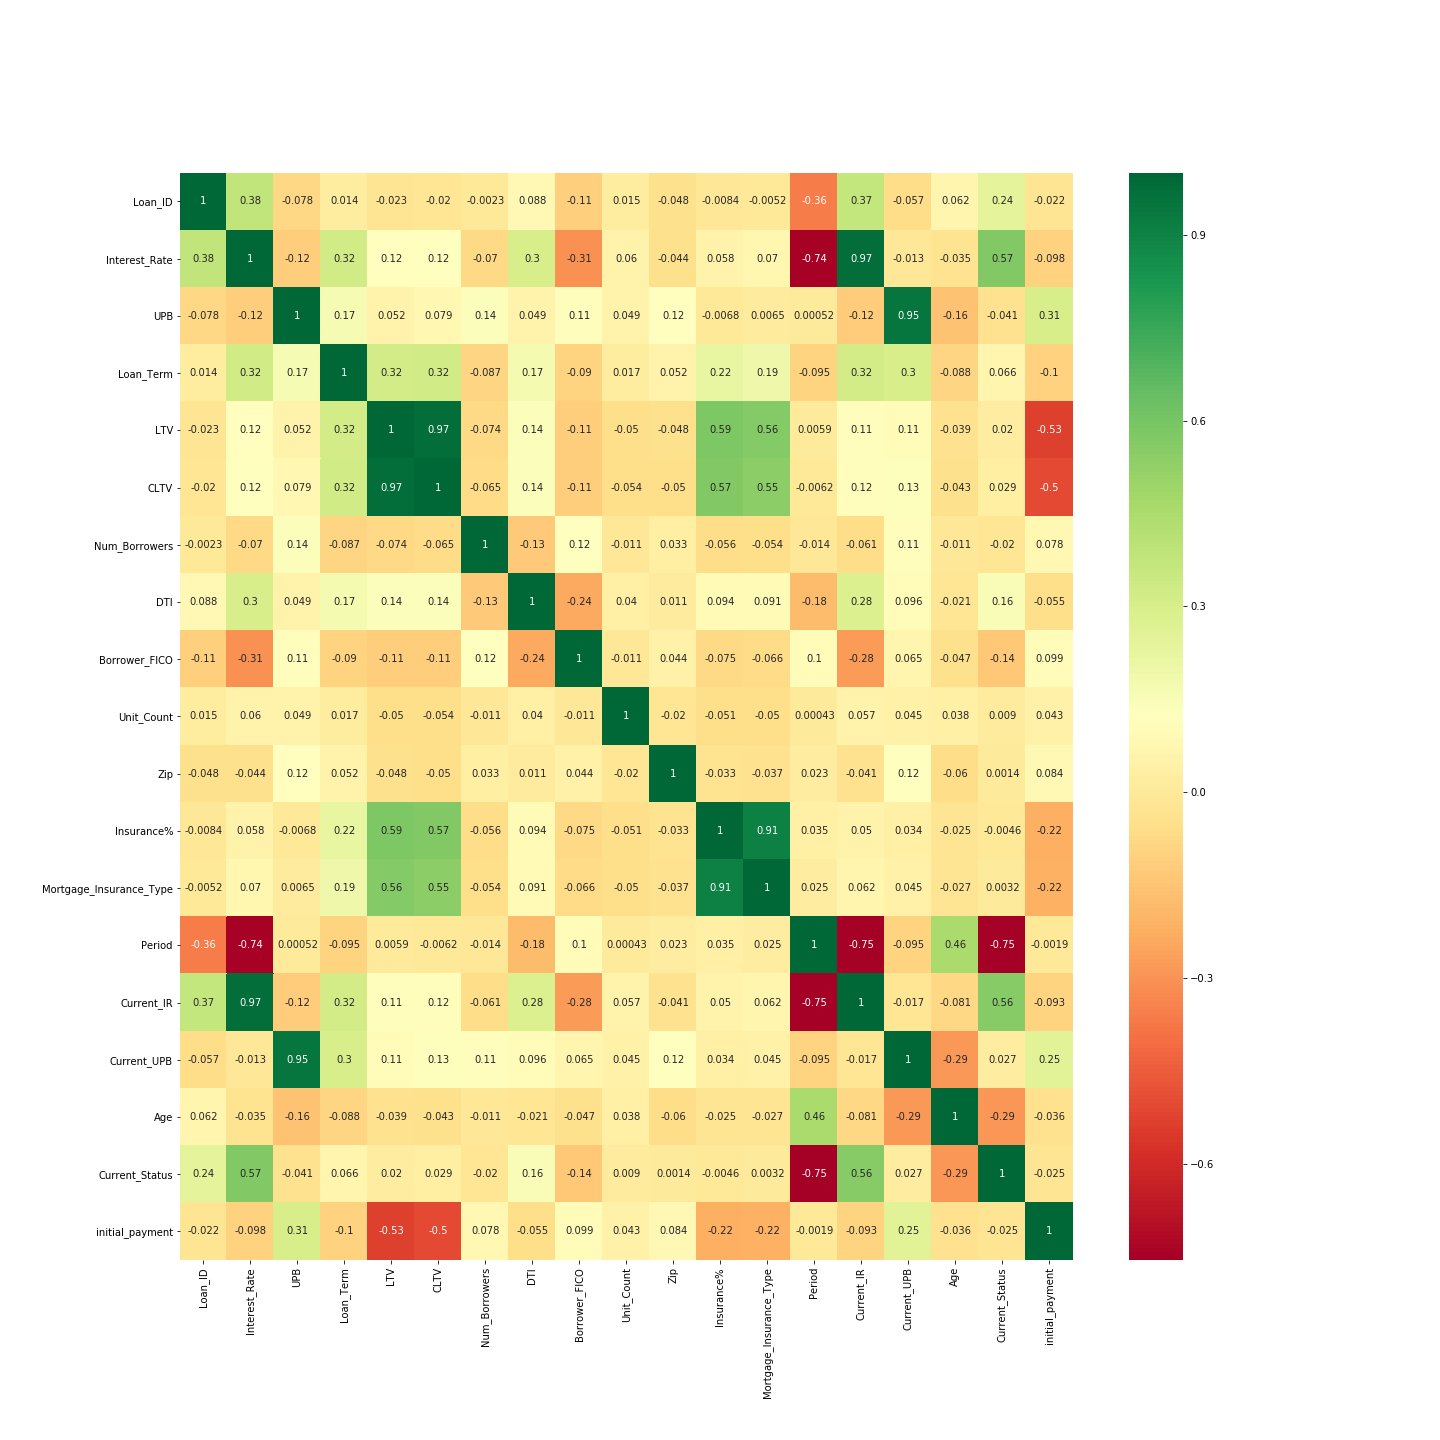 Loan_ID 1 0.38 -0.078 0.014 -0.023 -0.02 -0.0023 0.088 -0.11 0.015 -0.048 -0.0084 -0.0052 -0.36 0.37 -0.057 0.062 0.24 -0.022
0.9
Interest_Rate 0.38 1 -0.12 0.32 0.12 0.12 -0.07 0.3 -0.31 0.06 -0.044 0.058 0.07 -0.74 0.97 -0.013 -0.035 0.57 -0.098
UPB -0.078 -0.12 1 0.17 0.052 0.079 0.14 0.049 0.11 0.049 0.12 -0.0068 0.0065 0.00052 -0.12 0.95 -0.16 -0.041 0.31
Loan_Term 0.014 0.32 0.17 1 0.32 0.32 -0.087 0.17 -0.09 0.017 0.052 0.22 0.19 -0.095 0.32 0.3 -0.088 0.066 -0.1
0.6
LTV -0.023 0.12 0.052 0.32 1 0.97 -0.074 0.14 -0.11 -0.05 -0.048 0.59 0.56 0.0059 0.11 0.11 -0.039 0.02 -0.53
CLTV -0.02 0.12 0.079 0.32 0.97 1 -0.065 0.14 -0.11 -0.054 -0.05 0.57 0.55 -0.0062 0.12 0.13 -0.043 0.029 -0.5
Num_Borrowers -0.0023 -0.07 0.14 -0.087 -0.074 -0.065 1 -0.13 0.12 -0.011 0.033 -0.056 -0.054 -0.014 -0.061 0.11 -0.011 -0.02 0.078
DTI 0.088 0.3 0.049 0.17 0.14 0.14 -0.13 1 -0.24 0.04 0.011 0.094 0.091 -0.18 0.28 0.096 -0.021 0.16 -0.055
0.3
Borrower_FICO -0.11 -0.31 0.11 -0.09 -0.11 -0.11 0.12 -0.24 1 -0.011 0.044 -0.075 -0.066 0.1 -0.28 0.065 -0.047 -0.14 0.099
Unit_Count 0.015 0.06 0.049 0.017 -0.05 -0.054 -0.011 0.04 -0.011 1 -0.02 -0.051 -0.05 0.00043 0.057 0.045 0.038 0.009 0.043
Zip -0.048 -0.044 0.12 0.052 -0.048 -0.05 0.033 0.011 0.044 -0.02 1 -0.033 -0.037 0.023 -0.041 0.12 -0.06 0.0014 0.084
0.0
Insurance% -0.0084 0.058 -0.0068 0.22 0.59 0.57 -0.056 0.094 -0.075 -0.051 -0.033 1 0.91 0.035 0.05 0.034 -0.025 -0.0046 -0.22
Mortgage_Insurance_Type -0.0052 0.07 0.0065 0.19 0.56 0.55 -0.054 0.091 -0.066 -0.05 -0.037 0.91 1 0.025 0.062 0.045 -0.027 0.0032 -0.22
Period -0.36 -0.74 0.00052 -0.095 0.0059 -0.0062 -0.014 -0.18 0.1 0.00043 0.023 0.035 0.025 1 -0.75 -0.095 0.46 -0.75 -0.0019
−0.3
Current_IR 0.37 0.97 -0.12 0.32 0.11 0.12 -0.061 0.28 -0.28 0.057 -0.041 0.05 0.062 -0.75 1 -0.017 -0.081 0.56 -0.093
Current_UPB -0.057 -0.013 0.95 0.3 0.11 0.13 0.11 0.096 0.065 0.045 0.12 0.034 0.045 -0.095 -0.017 1 -0.29 0.027 0.25
Age 0.062 -0.035 -0.16 -0.088 -0.039 -0.043 -0.011 -0.021 -0.047 0.038 -0.06 -0.025 -0.027 0.46 -0.081 -0.29 1 -0.29 -0.036
−0.6
Current_Status 0.24 0.57 -0.041 0.066 0.02 0.029 -0.02 0.16 -0.14 0.009 0.0014 -0.0046 0.0032 -0.75 0.56 0.027 -0.29 1 -0.025
initial_payment -0.022 -0.098 0.31 -0.1 -0.53 -0.5 0.078 -0.055 0.099 0.043 0.084 -0.22 -0.22 -0.0019 -0.093 0.25 -0.036 -0.025 1
Loan_ID
Interest_Rate
UPB
Loan_Term
LTV
CLTV
Num_Borrowers
DTI
Borrower_FICO
Unit_Count
Zip
Insurance%
Mortgage_Insurance_Type
Period
Current_IR
Current_UPB
Age
Current_Status
initial_payment